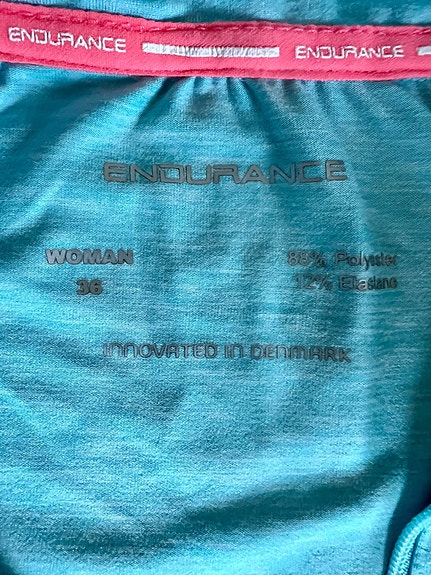 ENDURANCE ENDURANCE
ENDURANCE
WOMAN 88% Polyester
36 12% Elastane
INNOVATED IN DENMARK